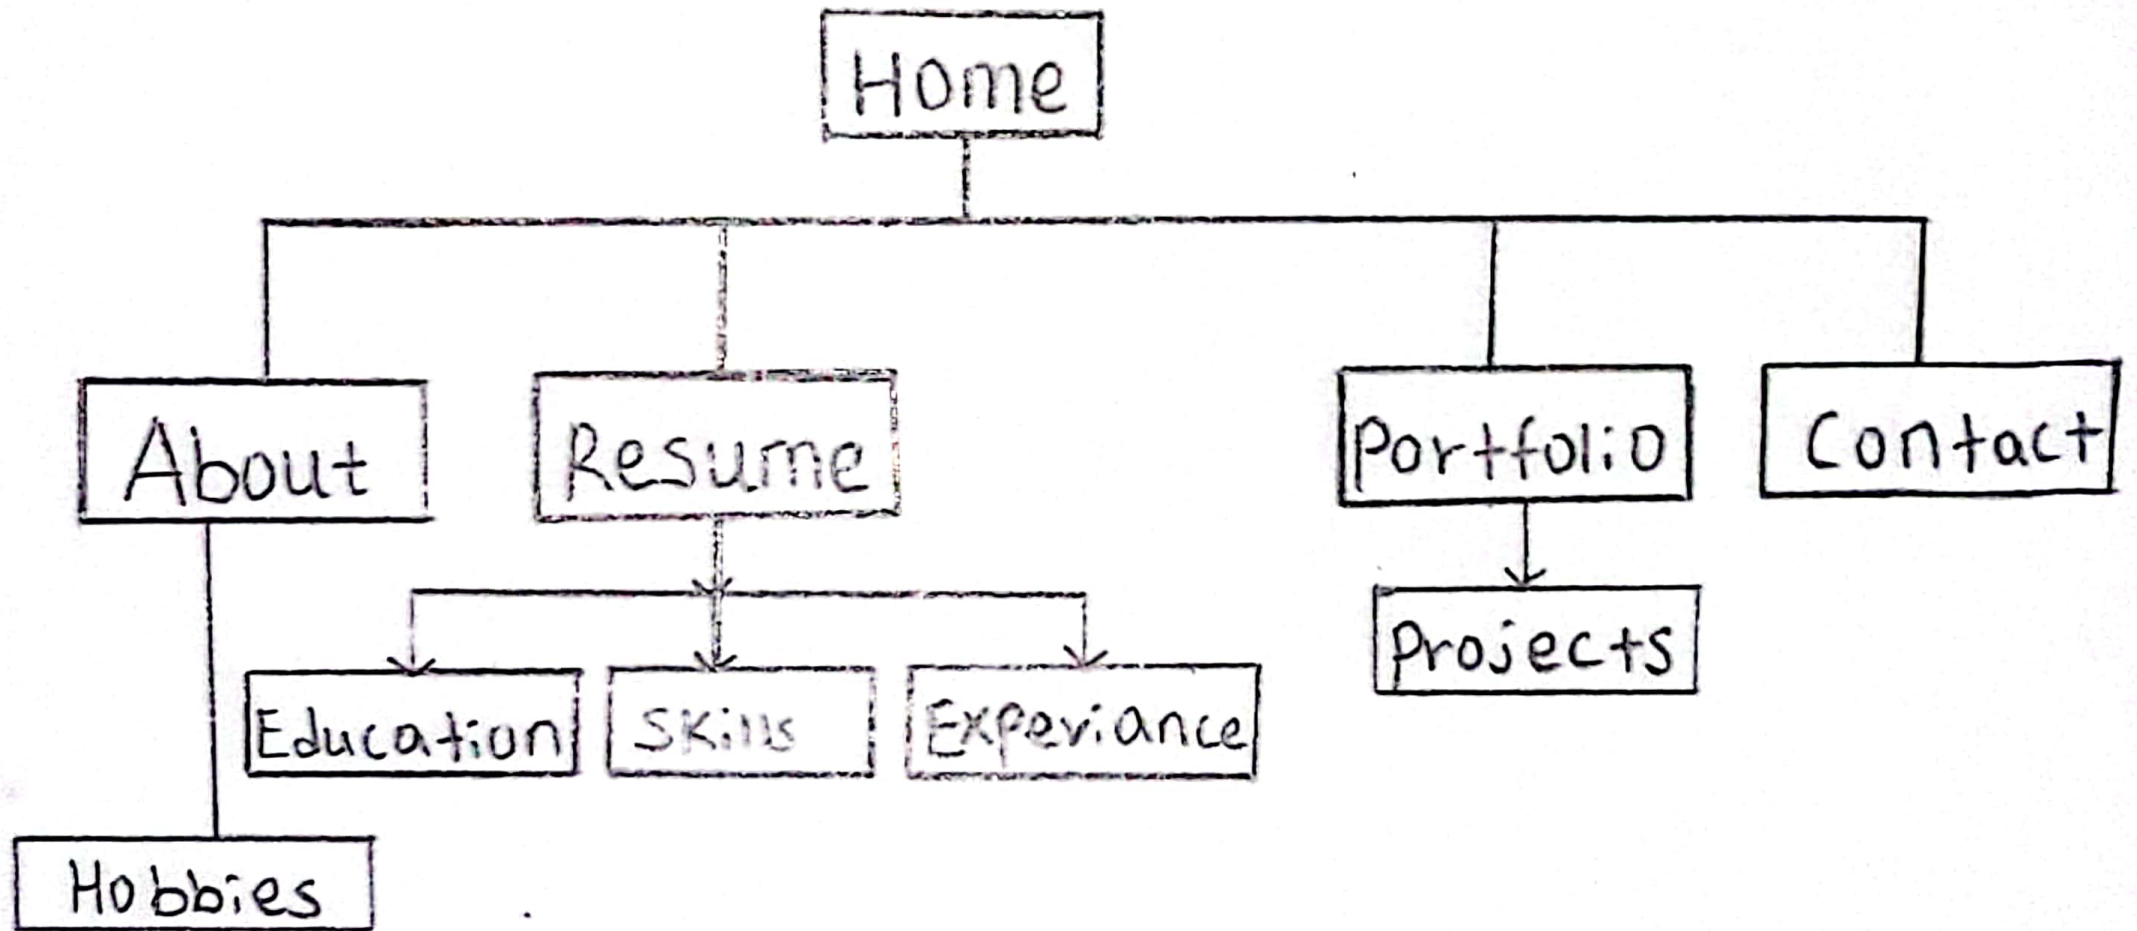 Home
About
Resume
Portfolio
Contact
Projects
Education
Skills
Experiance
Hobbies